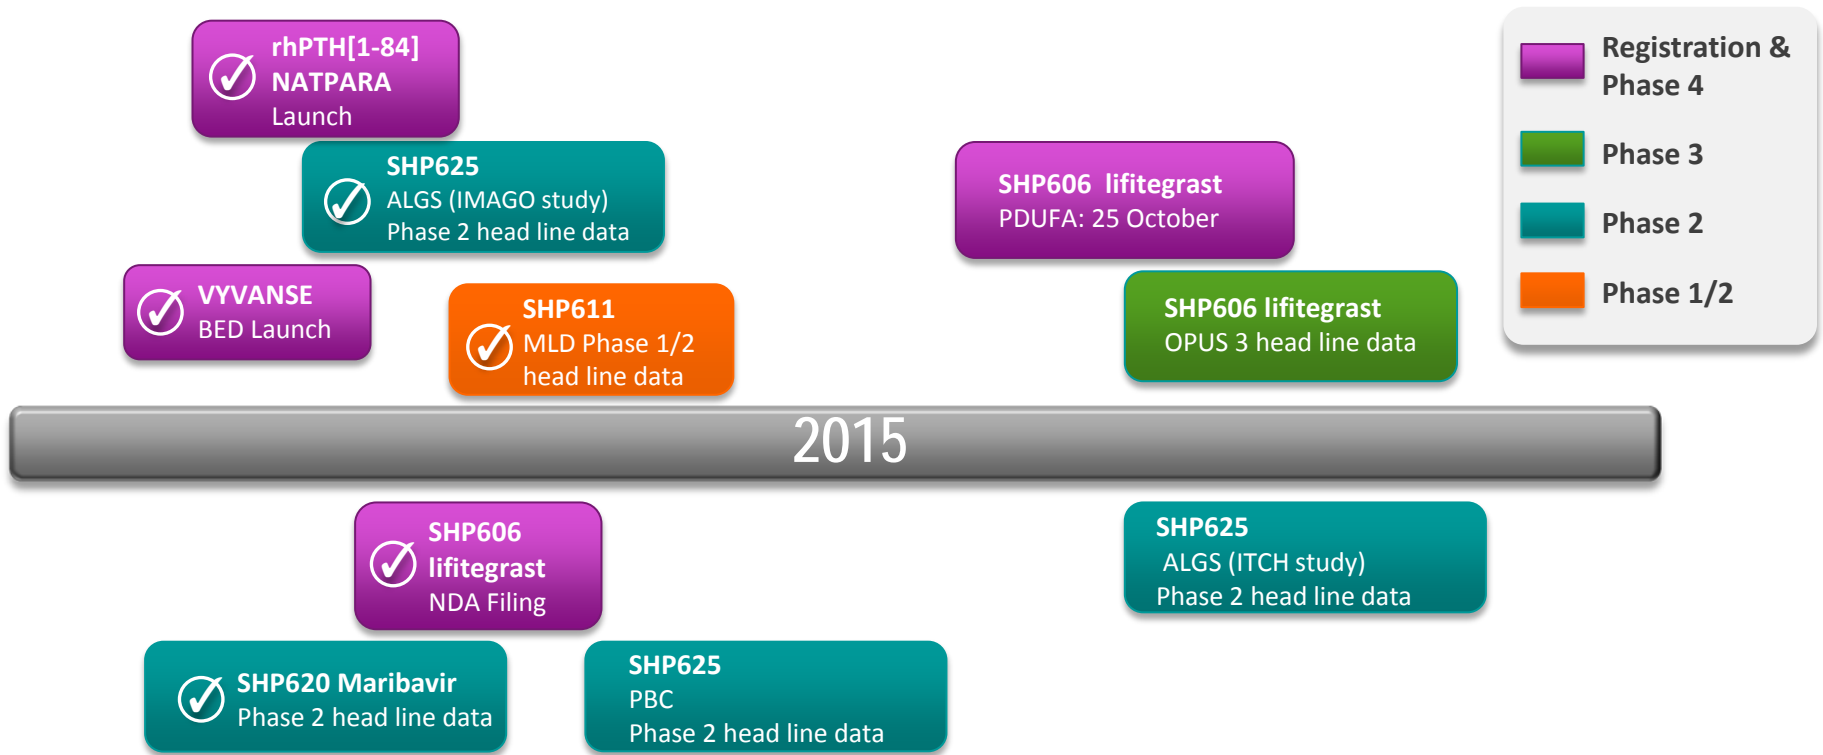 rhPTH[1-84]
NATPARA
Launch
SHP625
ALGS (IMAGO study)
Phase 2 head line data
VYVANSE
BED Launch
SHP611
MLD Phase 1/2
head line data
SHP606 lifitegrast
PDUFA: 25 October
SHP606 lifitegrast
OPUS 3 head line data
Registration &
Phase 4
Phase 3
Phase 2
Phase 1/2
2015
SHP606
lifitegrast
NDA Filing
SHP620 Maribavir
Phase 2 head line data
SHP625
PBC
Phase 2 head line data
SHP625
ALGS (ITCH study)
Phase 2 head line data